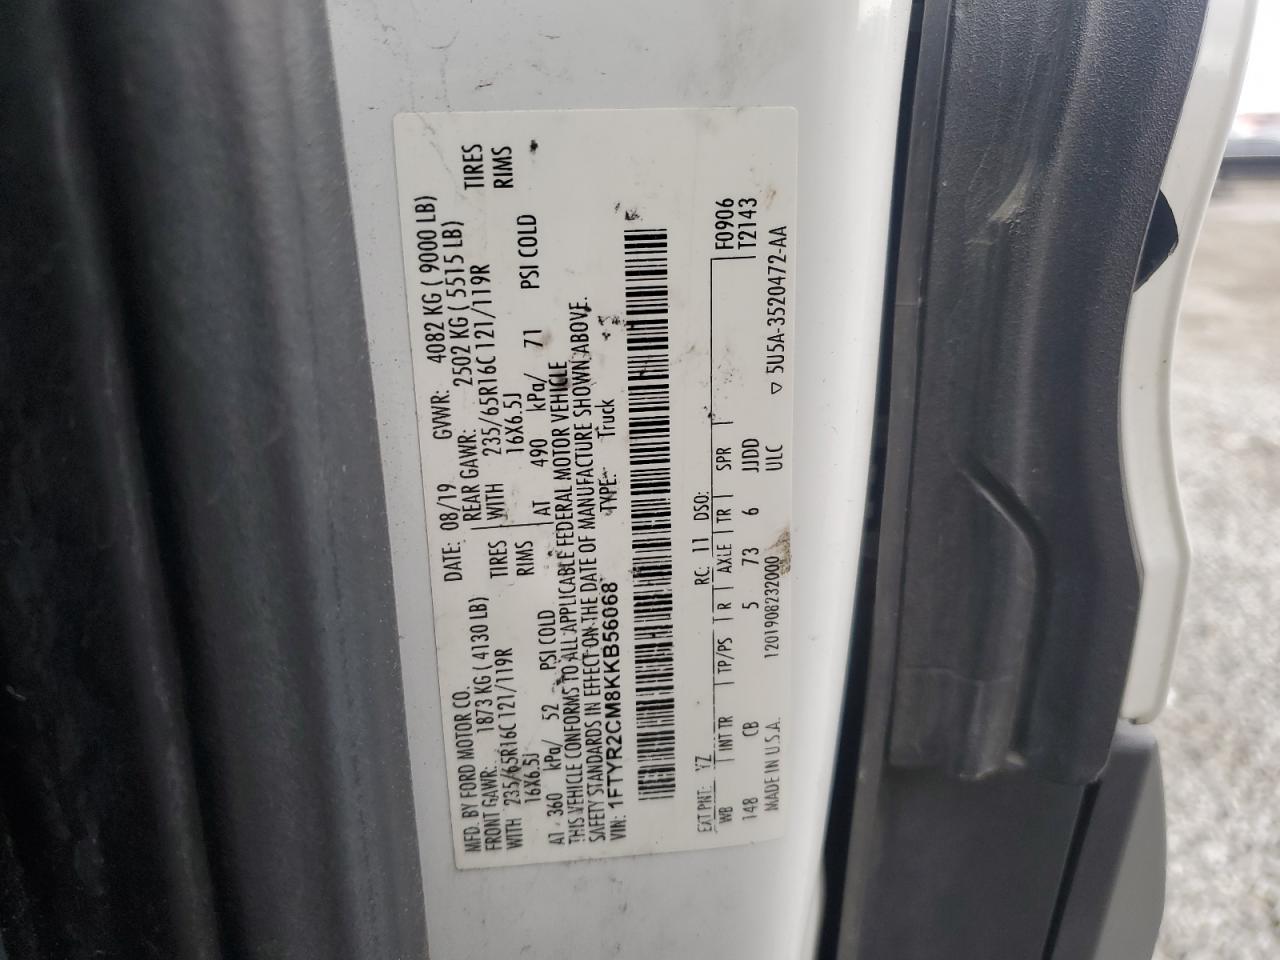 MFD. BY FORD MOTOR CO. DATE: 08/19 GVWR: 4082 KG ( 9000 LB)
FRONT GAWR: 1873 KG ( 4130 LB) REAR GAWR: 2502 KG ( 5515 LB)
WITH 235/65R16C 121/119R TIRES WITH 235/65R16C 121/119R TIRES
16X6.5J RIMS 16X6.5J RIMS
AT 360 kPa/ 52 PSI COLD AT 490 kPa/ 71 PSI COLD
THIS VEHICLE CONFORMS TO ALL APPLICABLE FEDERAL MOTOR VEHICLE
SAFETY STANDARDS IN EFFECT ON THE DATE OF MANUFACTURE SHOWN ABOVE.
VIN: 1FTYR2CM8KKB56068 TYPE: Truck
EXT PNT: YZ RC: 11 DSO: F0906
WB INT TR TP/PS R AXLE TR SPR T2143
148 CB 5 73 6 JJDD
MADE IN U.S.A. 1201908232000 ULC ▽ 5U5A-3520472-AA